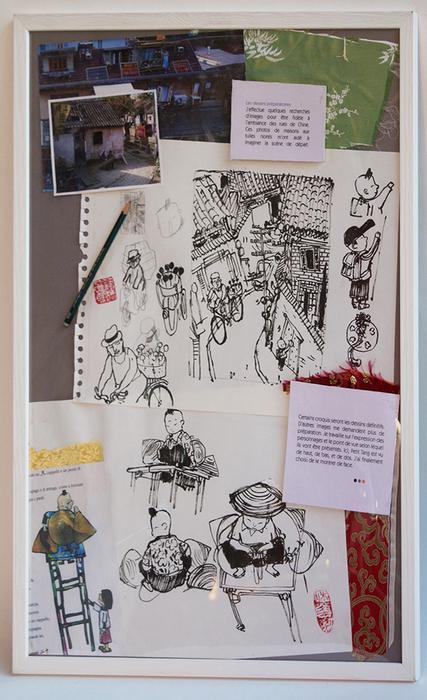 Les dessins préparatoires
J'effectue quelques recherches
d'images pour être fidèle à
l'ambiance des rues de Chine.
Ces photos de maisons aux
tuiles noires m'ont aidé à
imaginer la scène de départ.
Certains croquis seront les dessins définitifs.
D'autres images me demandent plus de
préparation. Je travaille sur l'expression des
personnages et le point de vue selon lequel
ils vont être présentés. Ici, Petit Tang est vu
de haut, de bas, et de dos. J'ai finalement
choisi de le montrer de face.